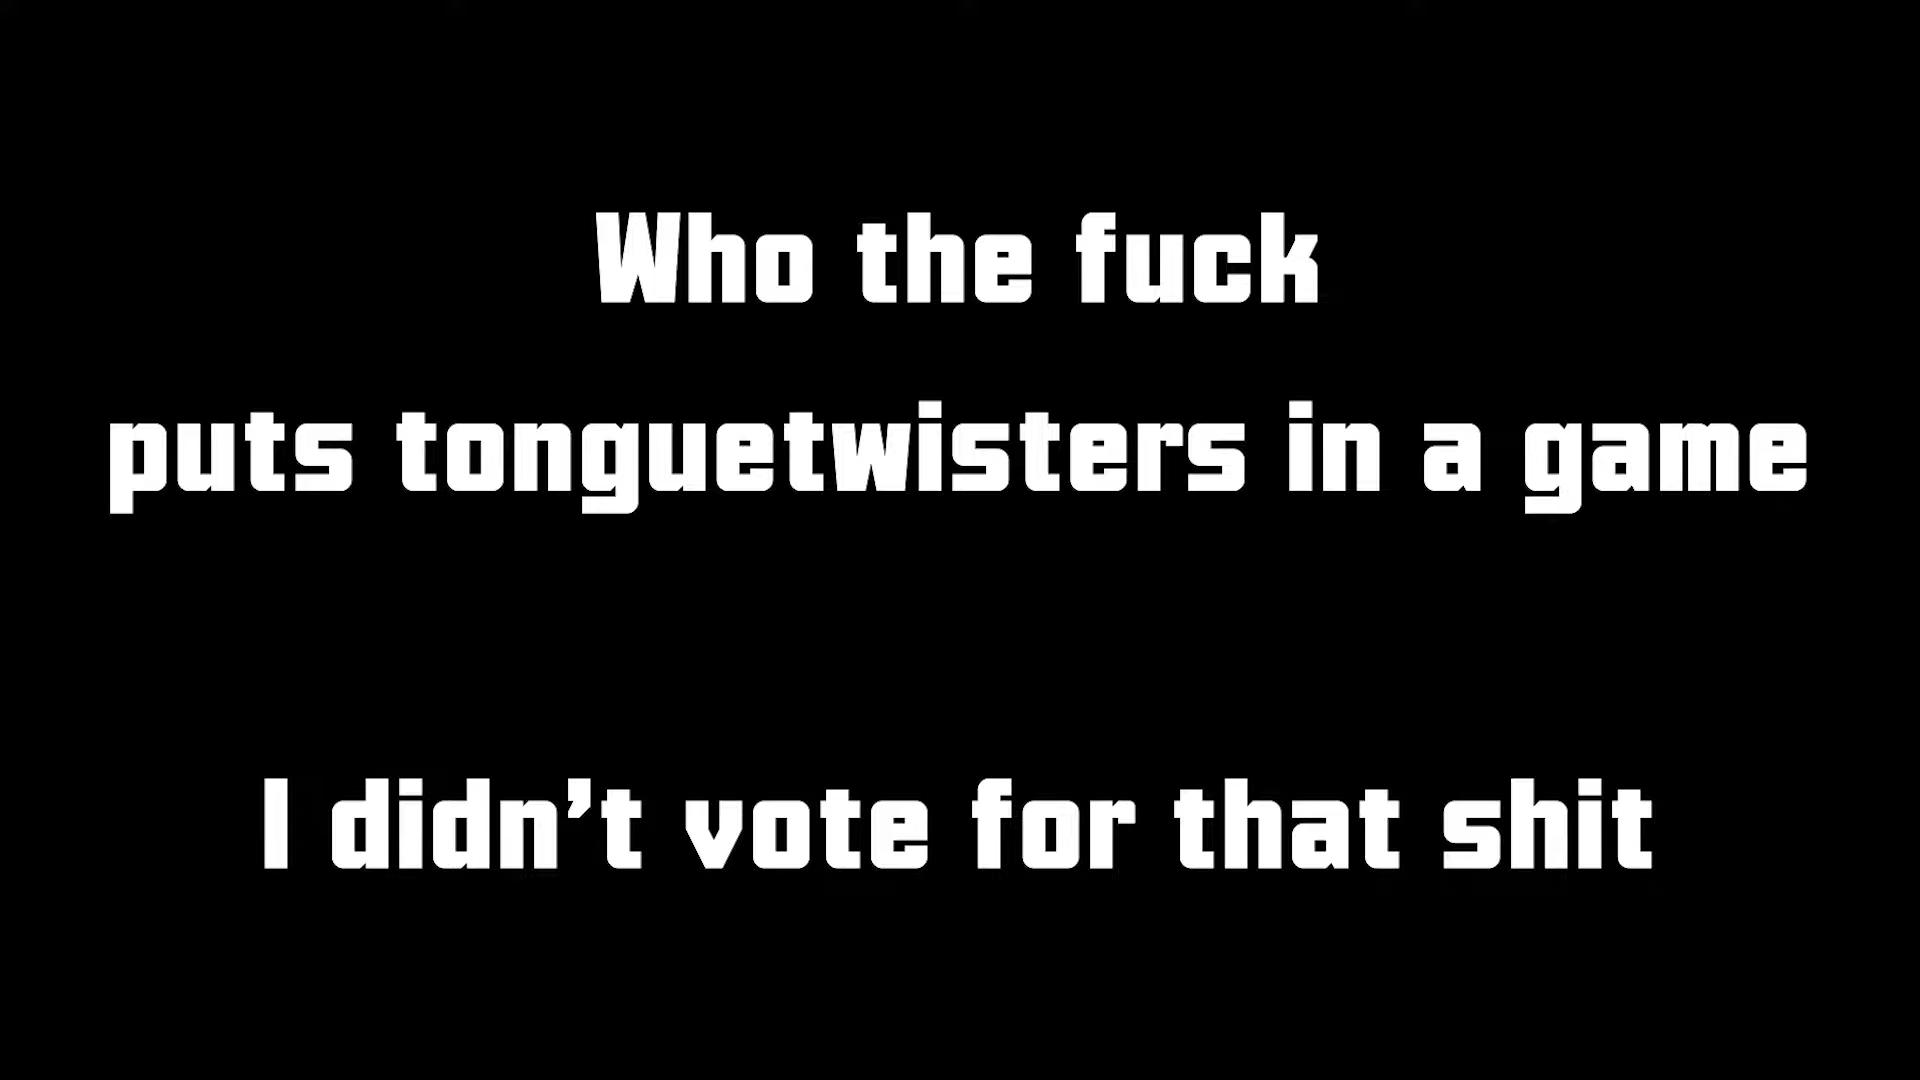 Who the fuck
puts tonguetwisters in a game
I didn’t vote for that shit